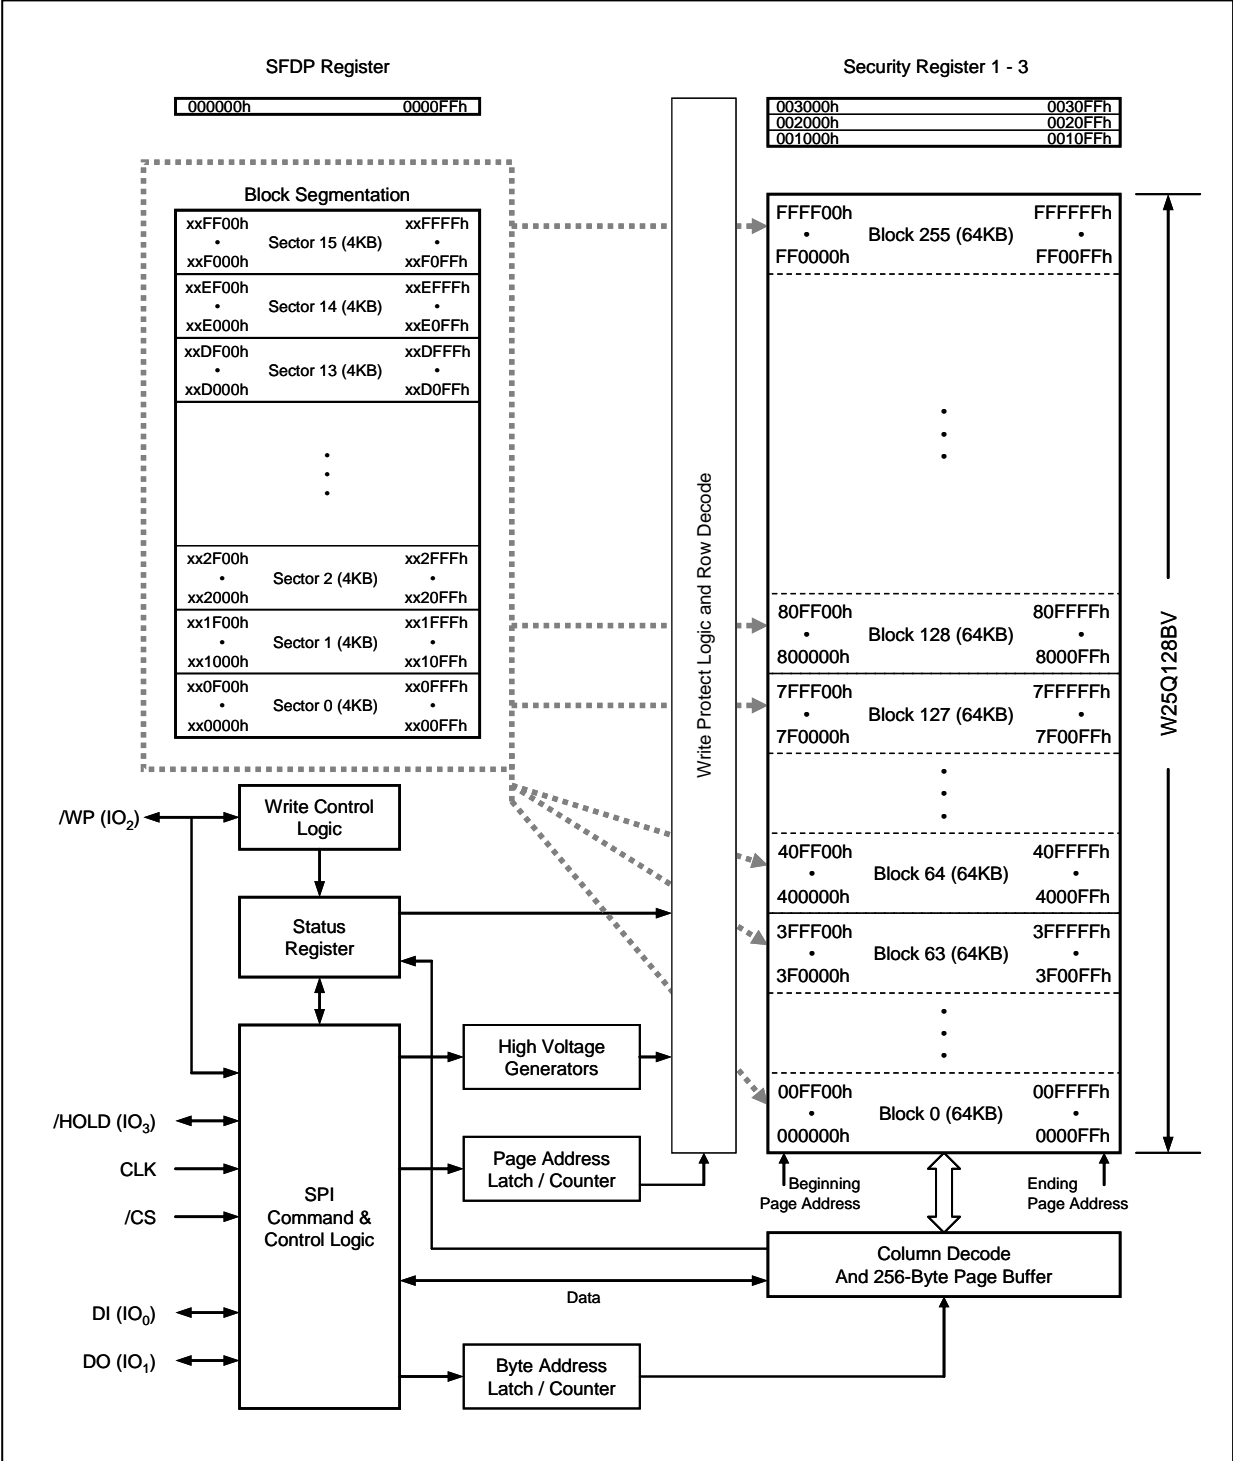 SFDP Register
000000h 0000FFh
Security Register 1 - 3
003000h 0030FFh
002000h 0020FFh
001000h 0010FFh
Block Segmentation
xxFF00h xxFFFFh
• Sector 15 (4KB) •
xxF000h xxF0FFh
xxEF00h xxEFFFh
• Sector 14 (4KB) •
xxE000h xxE0FFh
xxDF00h xxDFFFh
• Sector 13 (4KB) •
xxD000h xxD0FFh
xx2F00h xx2FFFh
• Sector 2 (4KB) •
xx2000h xx20FFh
xx1F00h xx1FFFh
• Sector 1 (4KB) •
xx1000h xx10FFh
xx0F00h xx0FFFh
• Sector 0 (4KB) •
xx0000h xx00FFh
Write Protect Logic and Row Decode
FFFF00h FFFFFFh
• Block 255 (64KB) •
FF0000h FF00FFh
80FF00h 80FFFFh
• Block 128 (64KB) •
800000h 8000FFh
7FFF00h 7FFFFFh
• Block 127 (64KB) •
7F0000h 7F00FFh
40FF00h 40FFFFh
• Block 64 (64KB) •
400000h 4000FFh
3FFF00h 3FFFFFh
• Block 63 (64KB) •
3F0000h 3F00FFh
00FF00h 00FFFFh
• Block 0 (64KB) •
000000h 0000FFh
W25Q128BV
Beginning
Page Address
Ending
Page Address
/WP (IO2)
Write Control
Logic
Status
Register
High Voltage
Generators
/HOLD (IO3)
CLK
/CS
DI (IO0)
DO (IO1)
SPI
Command &
Control Logic
Page Address
Latch / Counter
Column Decode
And 256-Byte Page Buffer
Data
Byte Address
Latch / Counter